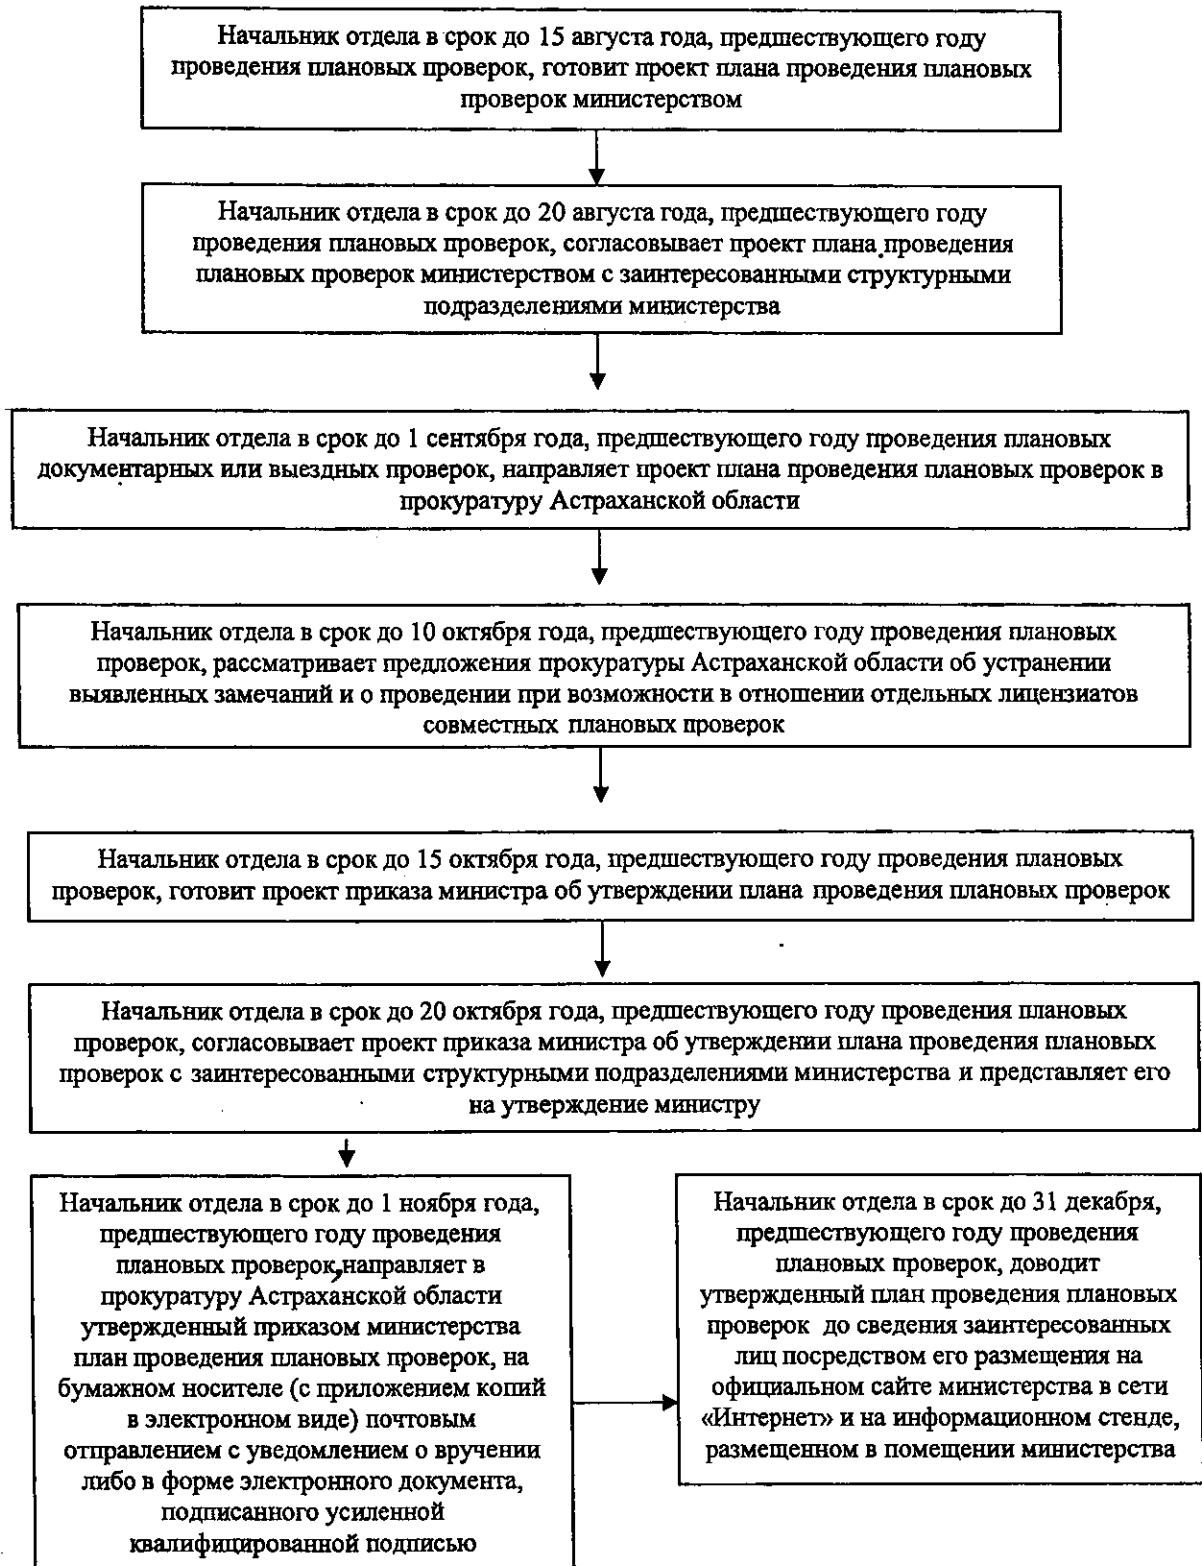 Начальник отдела в срок до 15 августа года, предшествующего году
проведения плановых проверок, готовит проект плана проведения плановых
проверок министерством
Начальник отдела в срок до 20 августа года, предшествующего году
проведения плановых проверок, согласовывает проект плана проведения
плановых проверок министерством с заинтересованными структурными
подразделениями министерства
Начальник отдела в срок до 1 сентября года, предшествующего году проведения плановых
документарных или выездных проверок, направляет проект плана проведения плановых проверок в
прокуратуру Астраханской области
Начальник отдела в срок до 10 октября года, предшествующего году проведения плановых
проверок, рассматривает предложения прокуратуры Астраханской области об устранении
выявленных замечаний и о проведении при возможности в отношении отдельных лицензиатов
совместных плановых проверок
Начальник отдела в срок до 15 октября года, предшествующего году проведения плановых
проверок, готовит проект приказа министра об утверждении плана проведения плановых проверок
Начальник отдела в срок до 20 октября года, предшествующего году проведения плановых
проверок, согласовывает проект приказа министра об утверждении плана проведения плановых
проверок с заинтересованными структурными подразделениями министерства и представляет его
на утверждение министру
Начальник отдела в срок до 1 ноября года,
предшествующего году проведения
плановых проверок,направляет в
прокуратуру Астраханской области
утвержденный приказом министерства
план проведения плановых проверок, на
бумажном носителе (с приложением копий
в электронном виде) почтовым
отправлением с уведомлением о вручении
либо в форме электронного документа,
подписанного усиленной
квалифицированной подписью
Начальник отдела в срок до 31 декабря,
предшествующего году проведения
плановых проверок, доводит
утвержденный план проведения плановых
проверок до сведения заинтересованных
лиц посредством его размещения на
официальном сайте министерства в сети
«Интернет» и на информационном стенде,
размещенном в помещении министерства